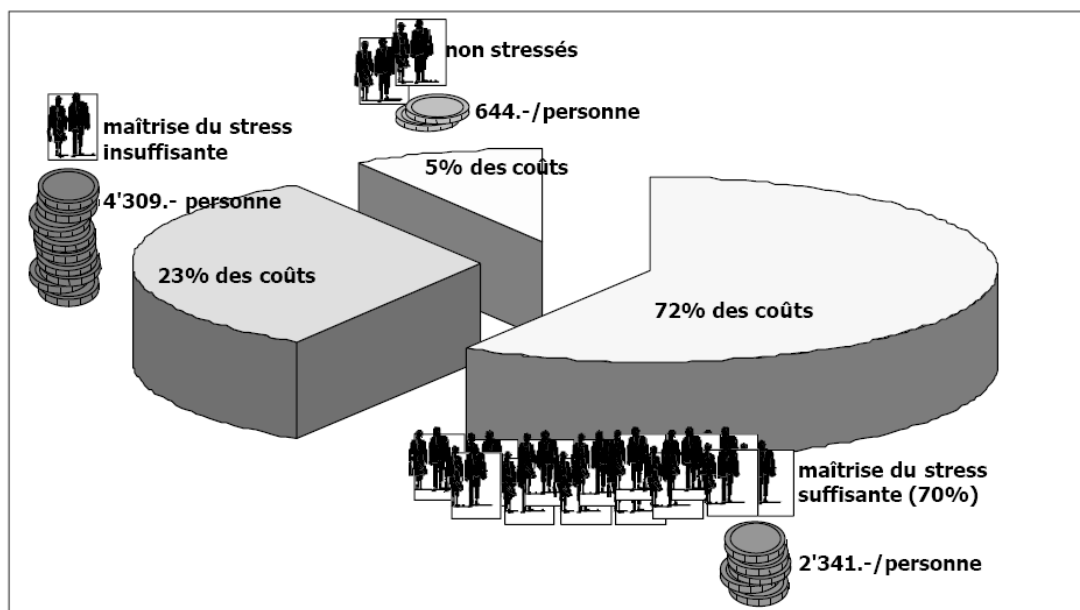 non stressés
644.-/personne
maîtrise du stress
insuffisante
4'309.- personne
5% des coûts
23% des coûts
72% des coûts
maîtrise du stress
suffisante (70%)
2'341.-/personne